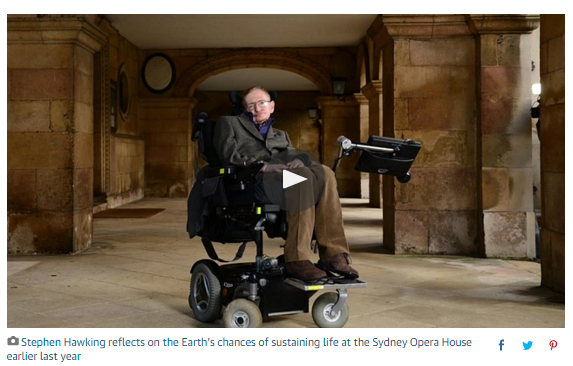 Stephen Hawking reflects on the Earth's chances of sustaining life at the Sydney Opera House
earlier last year